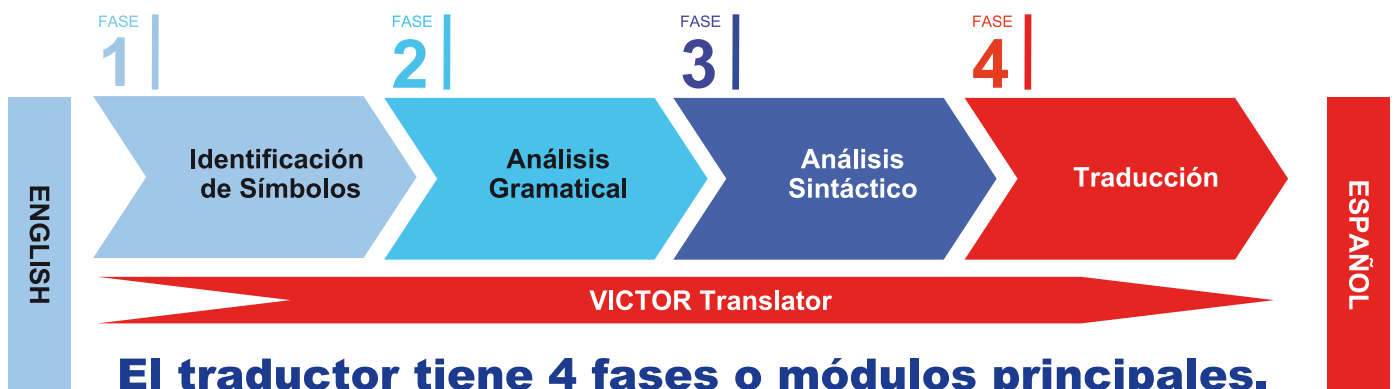 FASE
1
FASE
2
FASE
3
FASE
4
ENGLISH
Identificación
de Símbolos
Análisis
Gramatical
Análisis
Sintáctico
Traducción
ESPAÑOL
VICTOR Translator
El traductor tiene 4 fases o módulos principales.